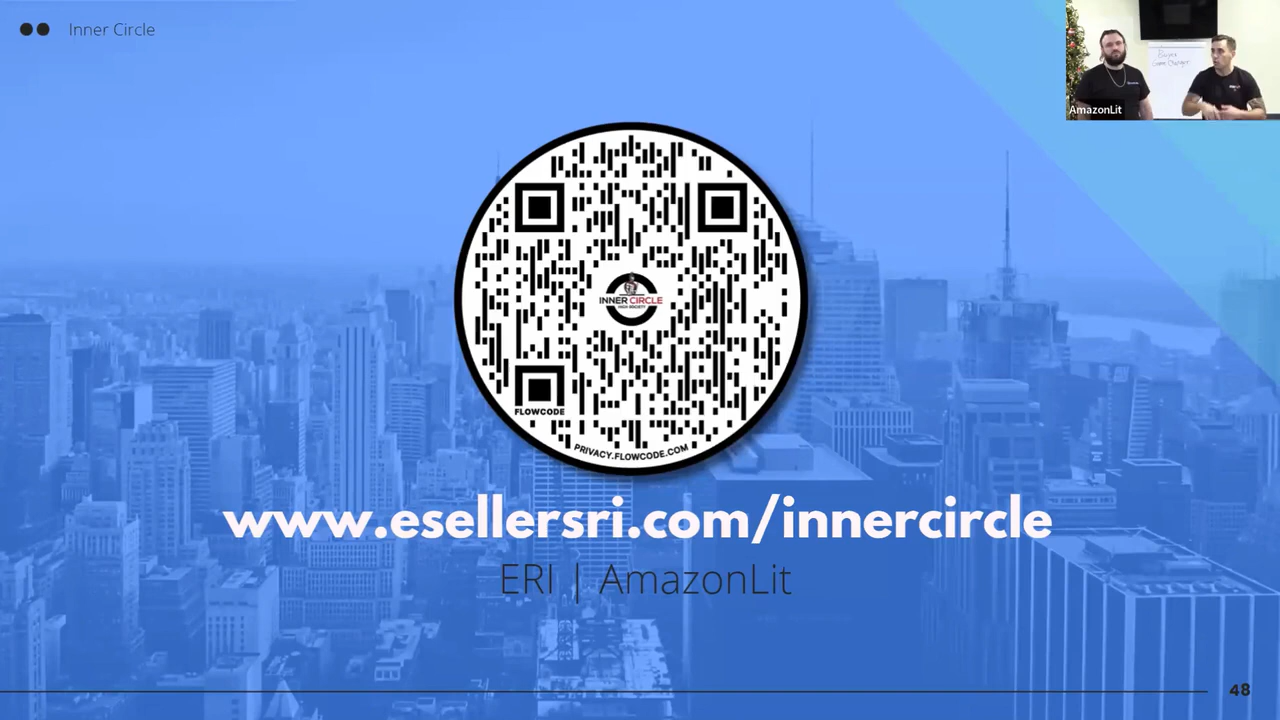 Inner Circle
AmazonLit
INNER CIRCLE
HIGH SOCIETY
FLOWCODE
PRIVACY.FLOWCODE.COM
www.esellersri.com/innercircle
ERI | AmazonLit
48